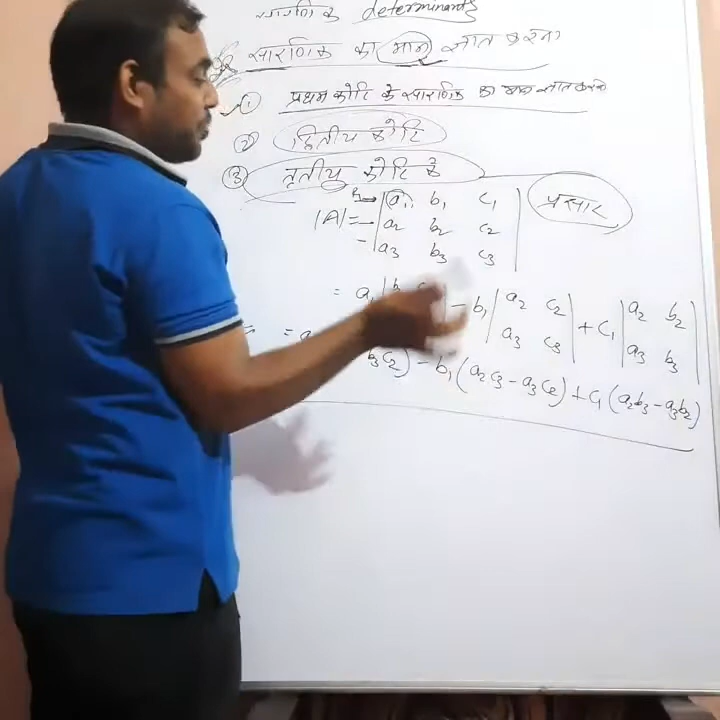 सारणिक determinants
सारणिक का मान ज्ञात करना
① प्रथम कोटि के सारणिक का मान ज्ञात करना
② द्वितीय कोटि
③ तृतीय कोटि के
प्रसार
|A| = | a₁ b₁ c₁ |
| a₂ b₂ c₂ |
| a₃ b₃ c₃ |
= a₁ | − b₁ | a₂ c₂ | + c₁ | a₂ b₂ |
| a₃ c₃ | | a₃ b₃ |
= b₃c₂) − b₁(a₂c₃ − a₃c₂) + c₁(a₂b₃ − a₃b₂)